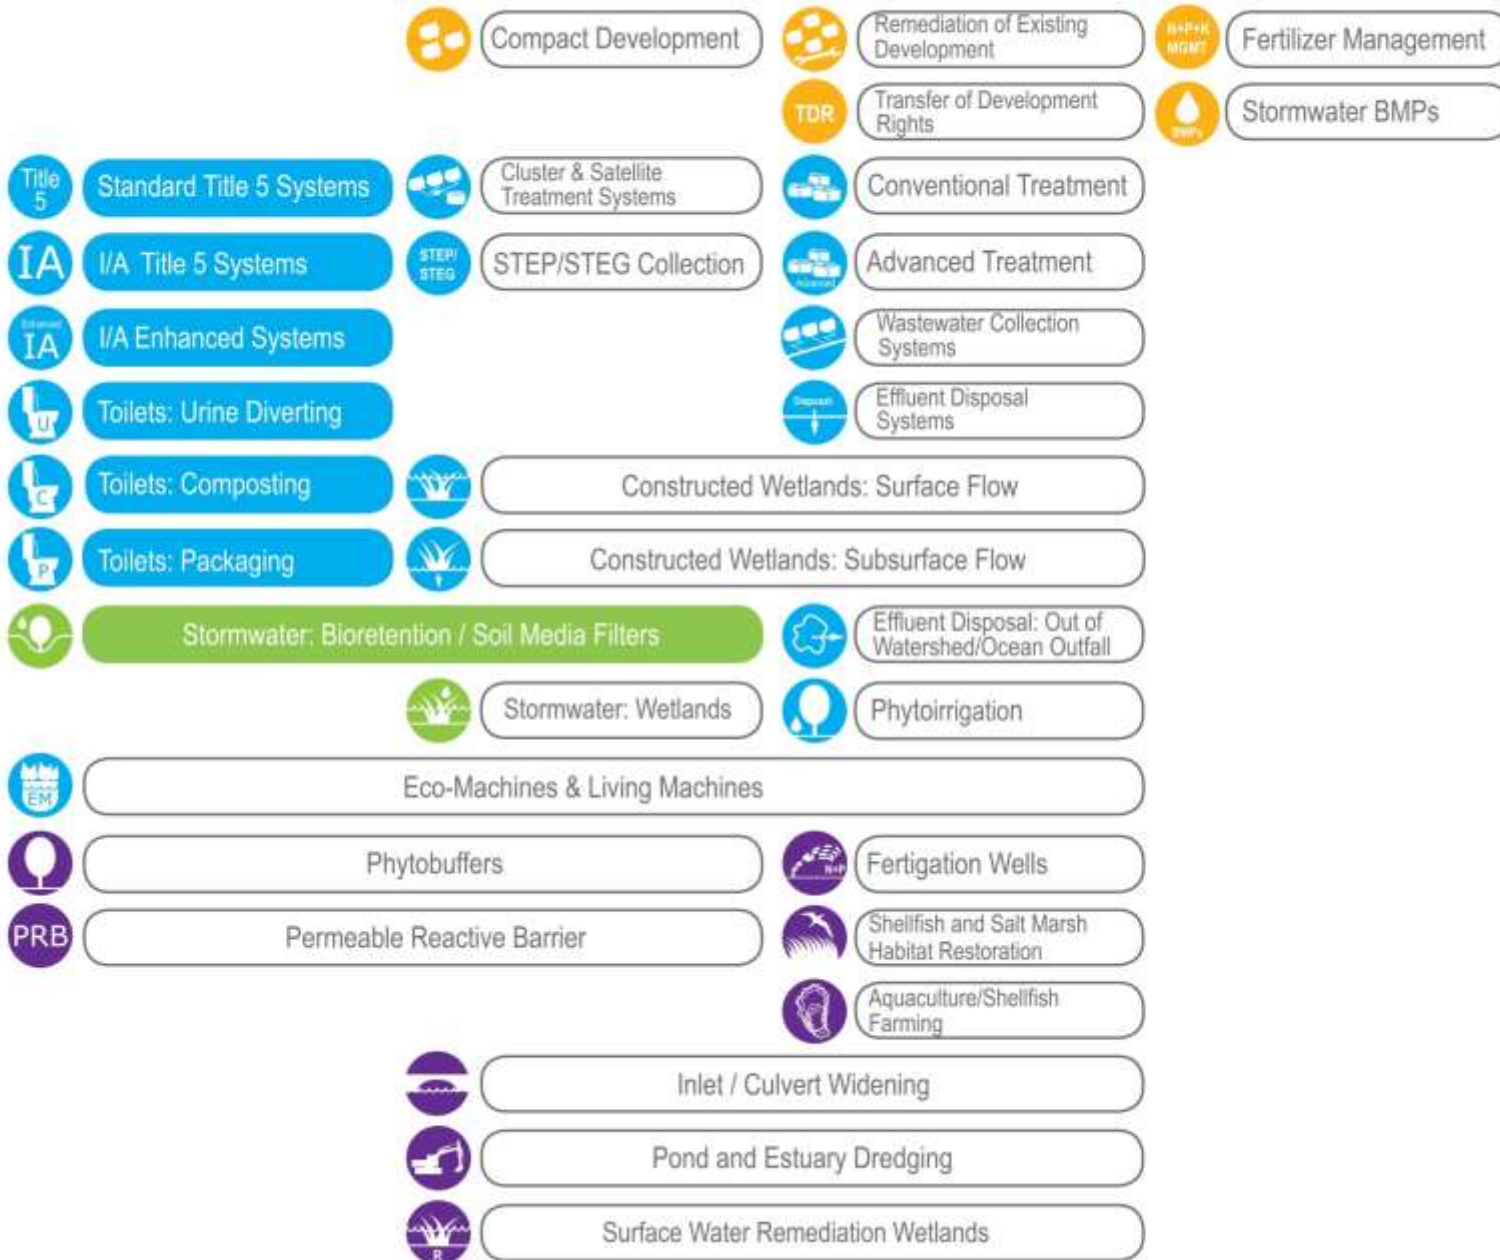 Compact Development
Remediation of Existing
Development
N+P+K
MGMT
Fertilizer Management
TDR
Transfer of Development
Rights
BMPs
Stormwater BMPs
Title
5
Standard Title 5 Systems
Cluster & Satellite
Treatment Systems
Conventional Treatment
IA
I/A Title 5 Systems
STEP/
STEG
STEP/STEG Collection
Advanced
Advanced Treatment
Enhanced
IA
I/A Enhanced Systems
Wastewater Collection
Systems
U
Toilets: Urine Diverting
Disposal
Effluent Disposal
Systems
C
Toilets: Composting
Constructed Wetlands: Surface Flow
P
Toilets: Packaging
Constructed Wetlands: Subsurface Flow
Stormwater: Bioretention / Soil Media Filters
Effluent Disposal: Out of
Watershed/Ocean Outfall
Stormwater: Wetlands
Phytoirrigation
EM
Eco-Machines & Living Machines
Phytobuffers
N+P
Fertigation Wells
PRB
Permeable Reactive Barrier
Shellfish and Salt Marsh
Habitat Restoration
Aquaculture/Shellfish
Farming
Inlet / Culvert Widening
Pond and Estuary Dredging
R
Surface Water Remediation Wetlands